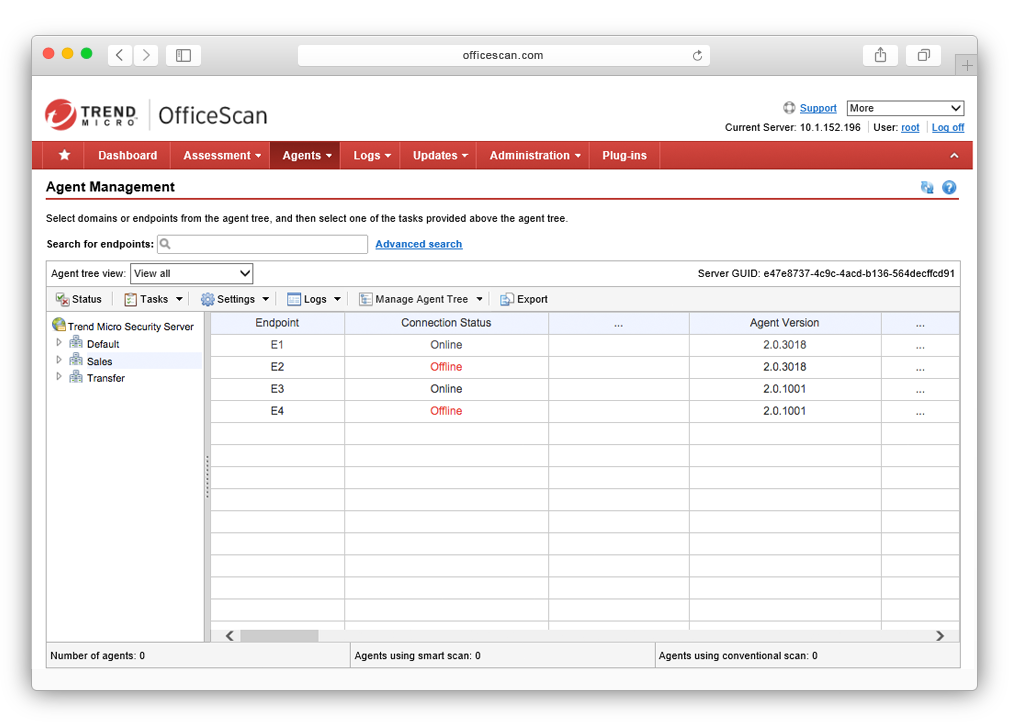 officescan.com
TREND MICRO OfficeScan
Support More
Current Server: 10.1.152.196 User: root Log off
Dashboard Assessment Agents Logs Updates Administration Plug-ins
Agent Management
Select domains or endpoints from the agent tree, and then select one of the tasks provided above the agent tree.
Search for endpoints: Advanced search
Agent tree view: View all Server GUID: e47e8737-4c9c-4acd-b136-564decffcd91
Status Tasks Settings Logs Manage Agent Tree Export
Trend Micro Security Server
Default
Sales
Transfer
Endpoint Connection Status ... Agent Version ...
E1 Online 2.0.3018 ...
E2 Offline 2.0.3018 ...
E3 Online 2.0.1001 ...
E4 Offline 2.0.1001 ...
Number of agents: 0 Agents using smart scan: 0 Agents using conventional scan: 0